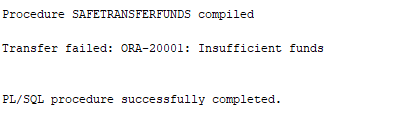 Procedure SAFETRANSFERFUNDS compiled
Transfer failed: ORA-20001: Insufficient funds
PL/SQL procedure successfully completed.